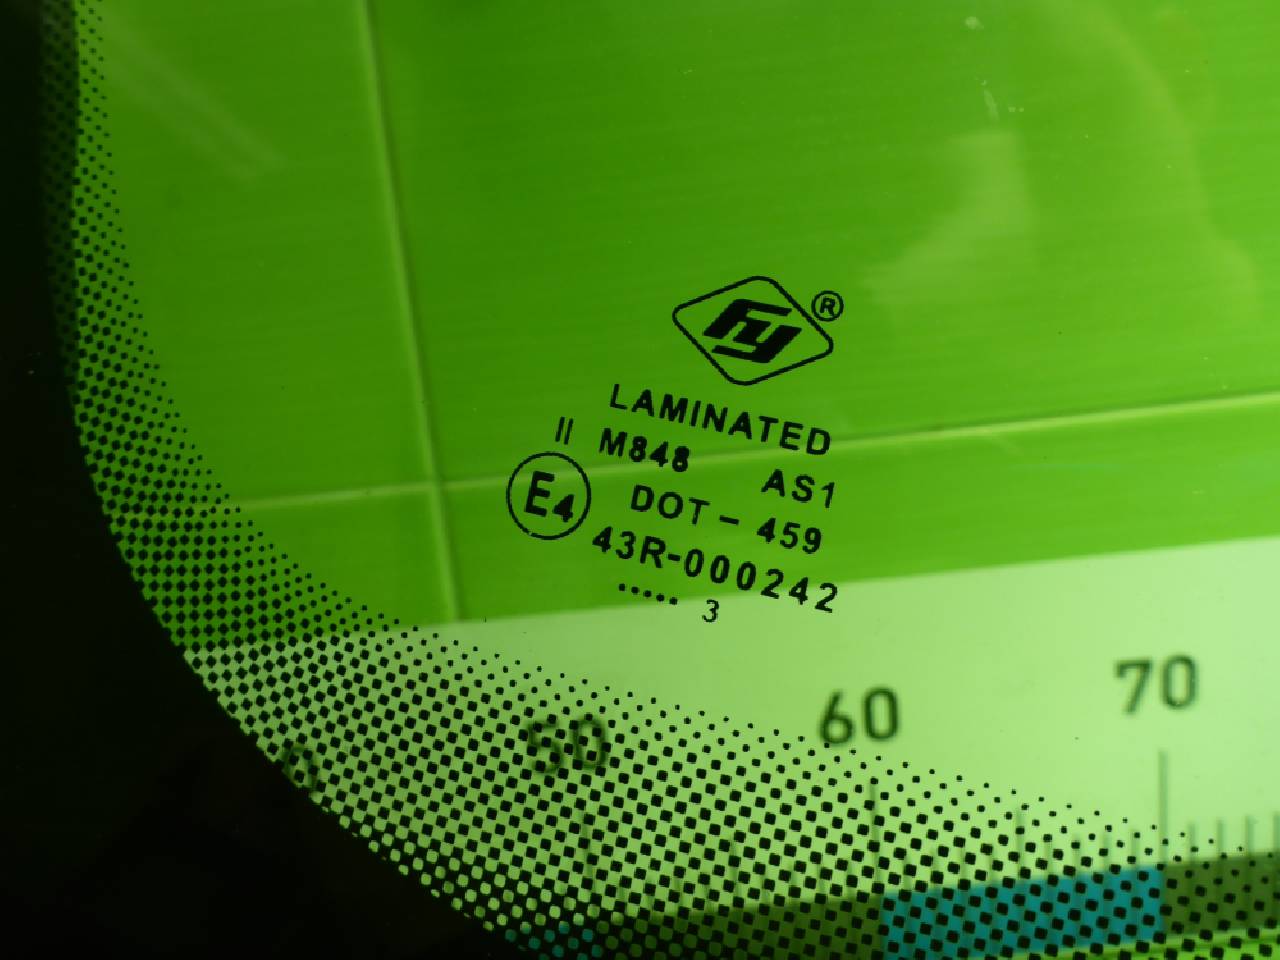 fy®
LAMINATED
II M848 AS1
E4 DOT - 459
43R-000242
..... 3
50 60 70